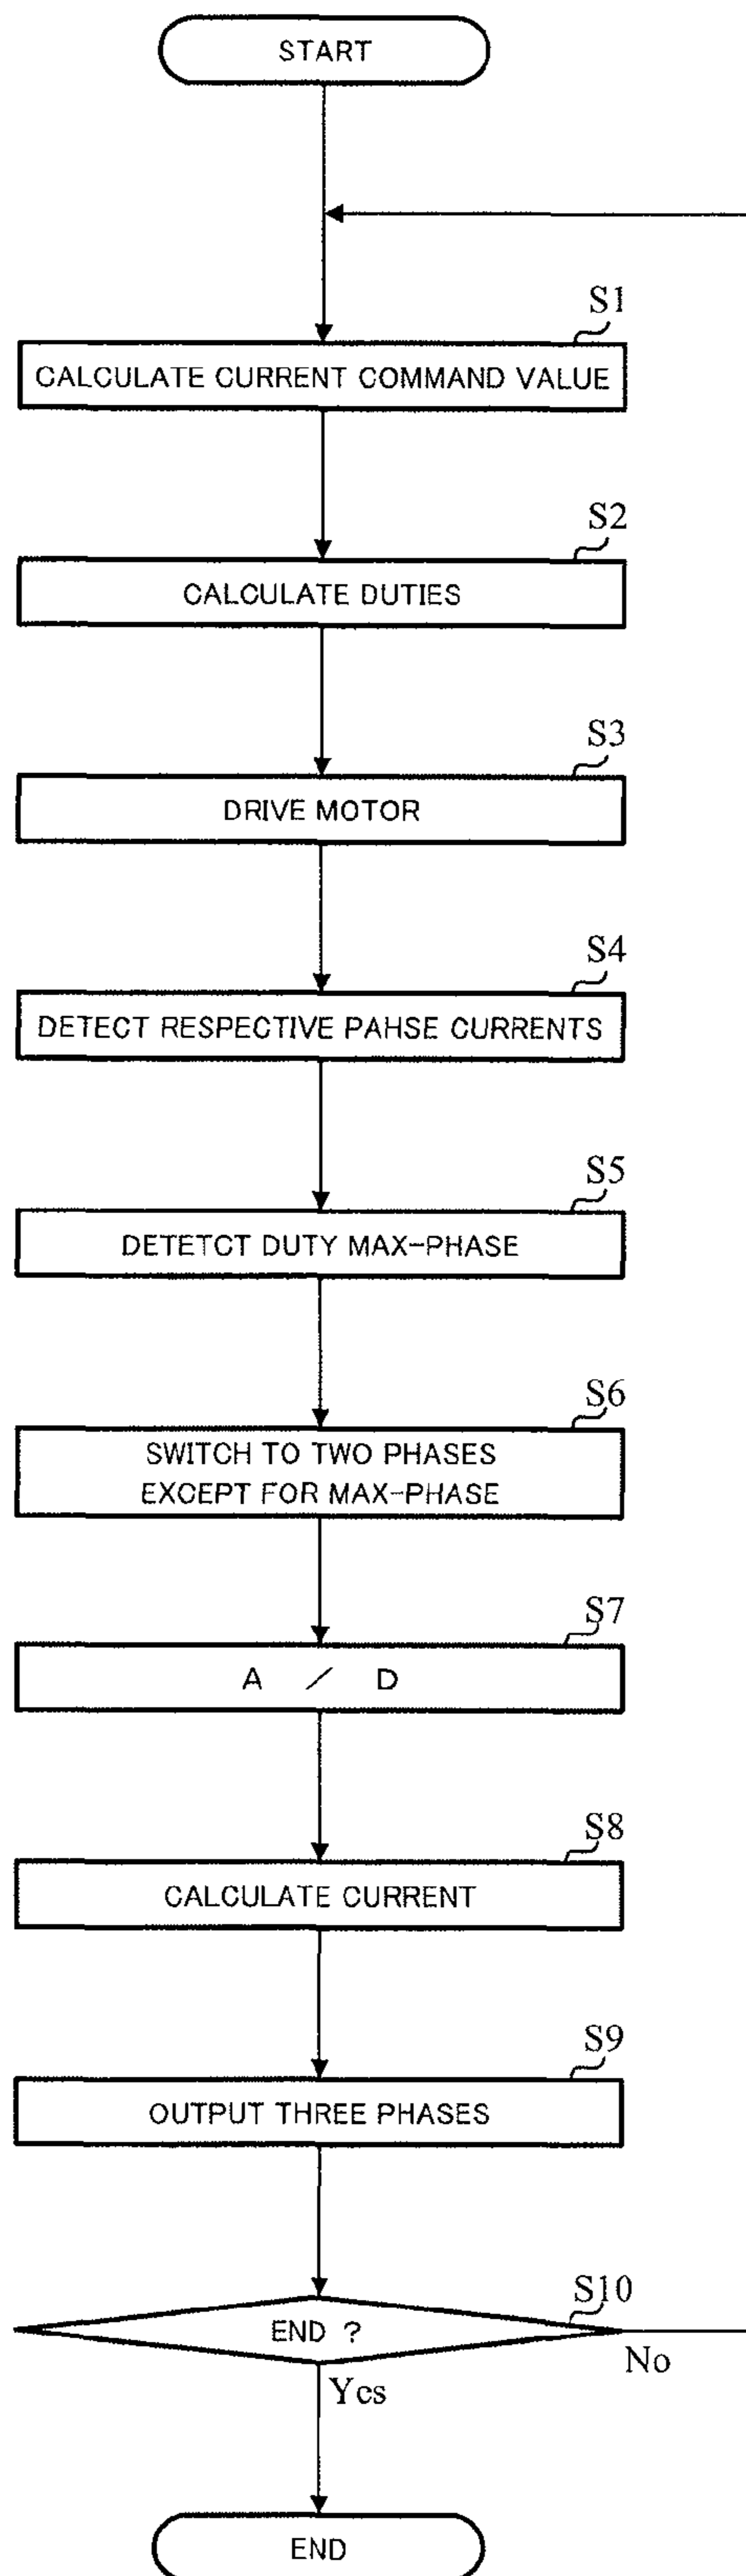 START
S1
CALCULATE CURRENT COMMAND VALUE
S2
CALCULATE DUTIES
S3
DRIVE MOTOR
S4
DETECT RESPECTIVE PAHSE CURRENTS
S5
DETETCT DUTY MAX-PHASE
S6
SWITCH TO TWO PHASES
EXCEPT FOR MAX-PHASE
S7
A / D
S8
CALCULATE CURRENT
S9
OUTPUT THREE PHASES
S10
END ?
No
Yes
END